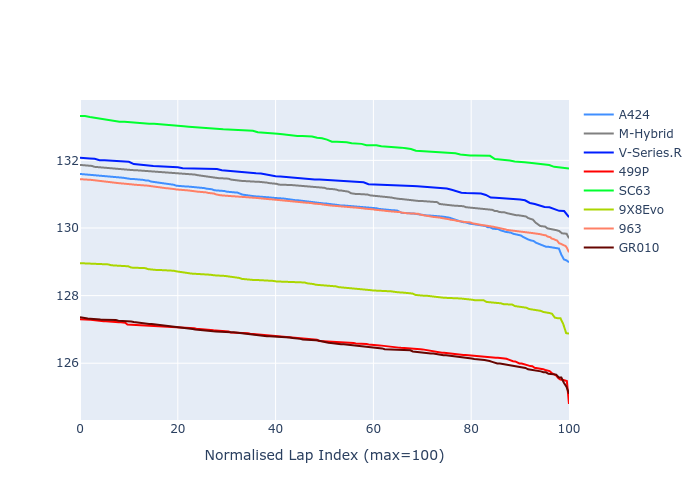 132
130
128
126
0 20 40 60 80 100
Normalised Lap Index (max=100)
A424
M-Hybrid
V-Series.R
499P
SC63
9X8Evo
963
GR010